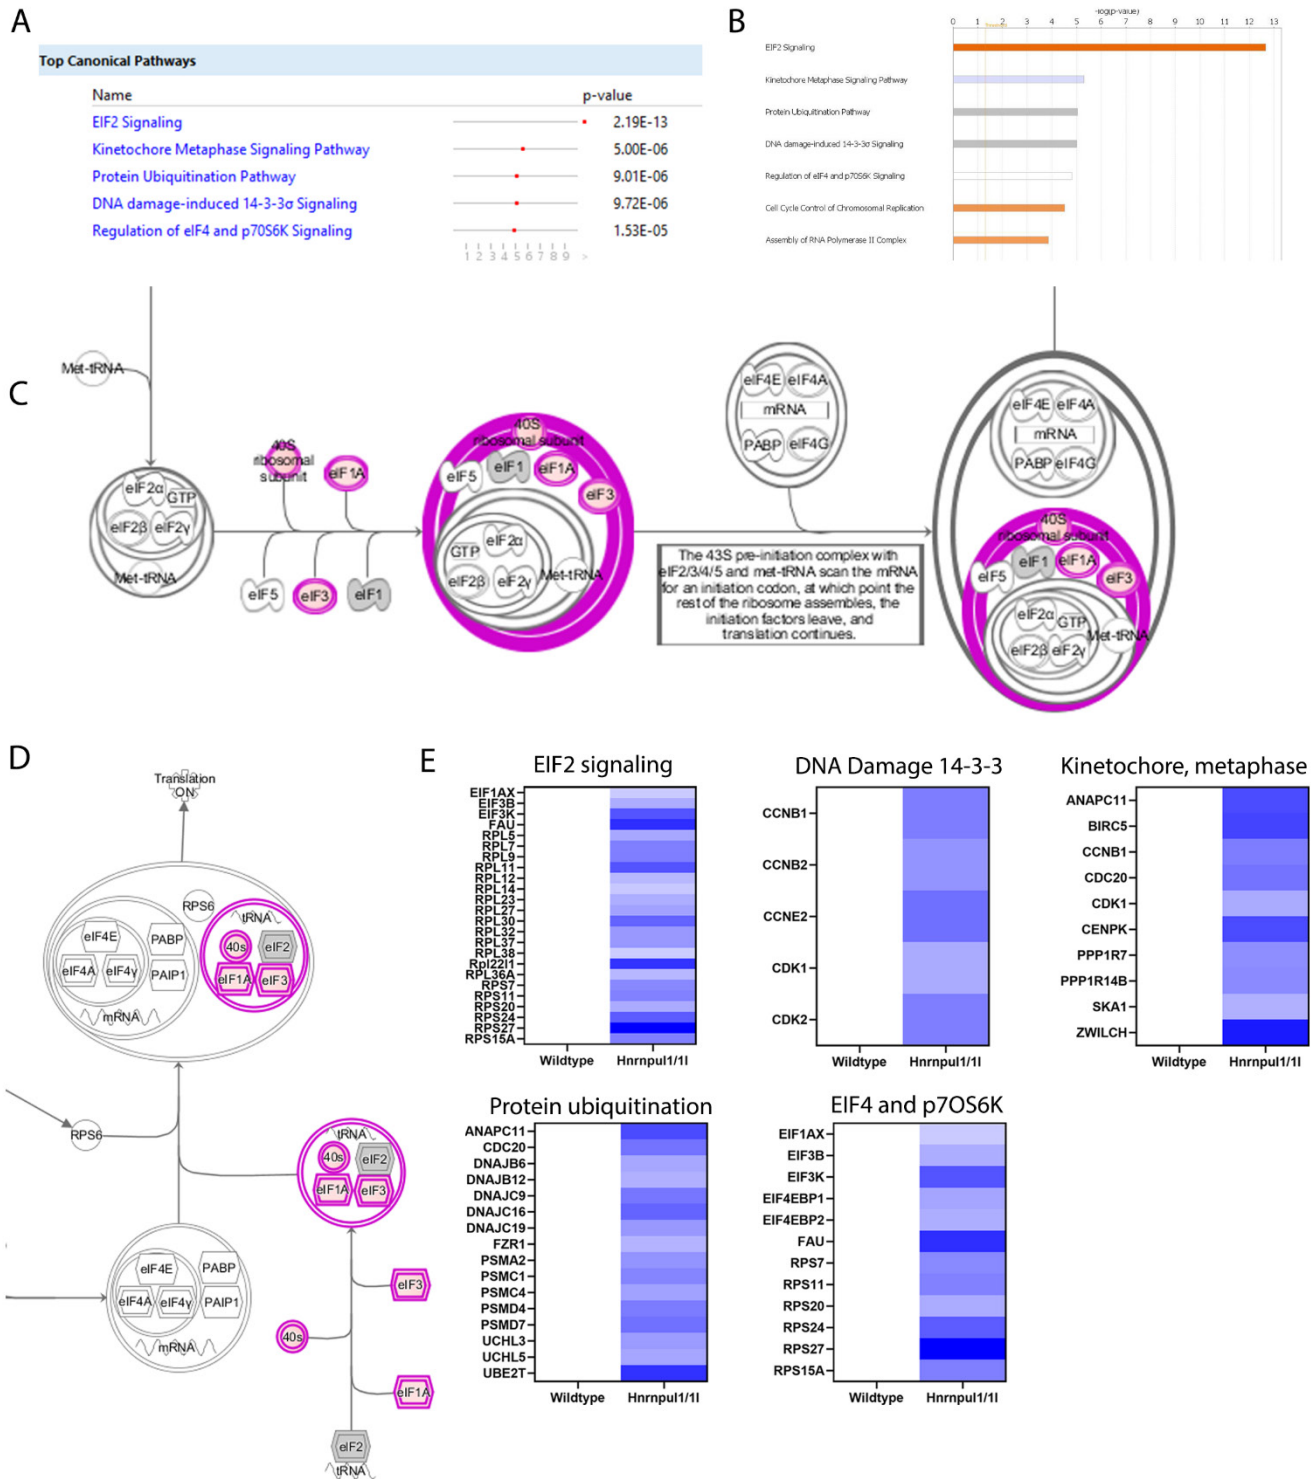 A
Top Canonical Pathways
Name p-value
EIF2 Signaling 2.19E-13
Kinetochore Metaphase Signaling Pathway 5.00E-06
Protein Ubiquitination Pathway 9.01E-06
DNA damage-induced 14-3-3σ Signaling 9.72E-06
Regulation of eIF4 and p70S6K Signaling 1.53E-05
1 2 3 4 5 6 7 8 9 >
B
-log(p-value)
0 1 2 3 4 5 6 7 8 9 10 11 12 13
Threshold
EIF2 Signaling
Kinetochore Metaphase Signaling Pathway
Protein Ubiquitination Pathway
DNA damage-induced 14-3-3σ Signaling
Regulation of eIF4 and p70S6K Signaling
Cell Cycle Control of Chromosomal Replication
Assembly of RNA Polymerase II Complex
C
Met-tRNA
eIF2α
GTP
eIF2β eIF2γ
Met-tRNA
40S
ribosomal
subunit
eIF1A
eIF5
eIF3
eIF1
40S
ribosomal subunit
eIF5
eIF1
eIF1A
eIF3
GTP
eIF2α
eIF2β
eIF2γ
Met-tRNA
eIF4E eIF4A
mRNA
PABP eIF4G
The 43S pre-initiation complex with
eIF2/3/4/5 and met-tRNA scan the mRNA
for an initiation codon, at which point the
rest of the ribosome assembles, the
initiation factors leave, and
translation continues.
eIF4E eIF4A
mRNA
PABP eIF4G
40S
ribosomal subunit
eIF5
eIF1
eIF1A
eIF3
eIF2α
GTP
Met-tRNA
eIF2β eIF2γ
D
Translation
ON
RPS6
eIF4E
PABP
eIF4A
eIF4γ
PAIP1
mRNA
tRNA
40s
eIF2
eIF1A
eIF3
RPS6
tRNA
40s
eIF2
eIF1A
eIF3
eIF4E
PABP
eIF4A
eIF4γ
PAIP1
mRNA
eIF3
40s
eIF1A
eIF2
tRNA
E
EIF2 signaling
EIF1AX
EIF3B
EIF3K
FAU
RPL5
RPL7
RPL9
RPL11
RPL12
RPL14
RPL23
RPL27
RPL30
RPL32
RPL37
RPL38
Rpl22l1
RPL36A
RPS7
RPS11
RPS20
RPS24
RPS27
RPS15A
Wildtype Hnrnpul1/1l
DNA Damage 14-3-3
CCNB1
CCNB2
CCNE2
CDK1
CDK2
Wildtype Hnrnpul1/1l
Kinetochore, metaphase
ANAPC11
BIRC5
CCNB1
CDC20
CDK1
CENPK
PPP1R7
PPP1R14B
SKA1
ZWILCH
Wildtype Hnrnpul1/1l
Protein ubiquitination
ANAPC11
CDC20
DNAJB6
DNAJB12
DNAJC9
DNAJC16
DNAJC19
FZR1
PSMA2
PSMC1
PSMC4
PSMD4
PSMD7
UCHL3
UCHL5
UBE2T
Wildtype Hnrnpul1/1l
EIF4 and p7OS6K
EIF1AX
EIF3B
EIF3K
EIF4EBP1
EIF4EBP2
FAU
RPS7
RPS11
RPS20
RPS24
RPS27
RPS15A
Wildtype Hnrnpul1/1l